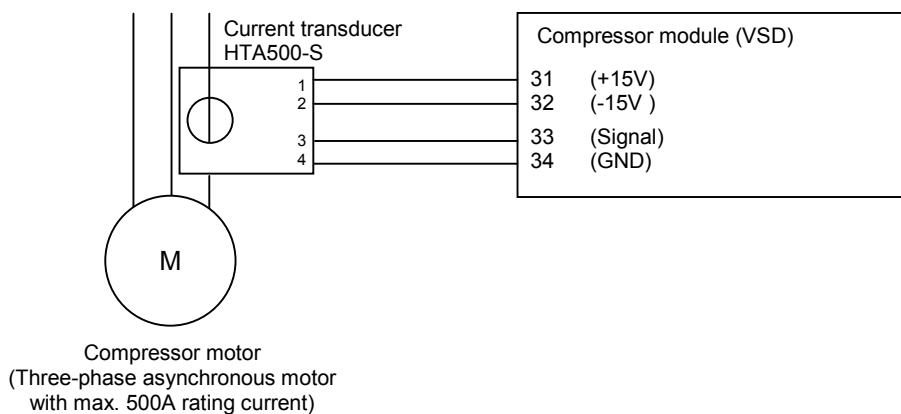 Current transducer
HTA500-S
Compressor module (VSD)
1
2
3
4
31 (+15V)
32 (-15V )
33 (Signal)
34 (GND)
M
Compressor motor
(Three-phase asynchronous motor
with max. 500A rating current)